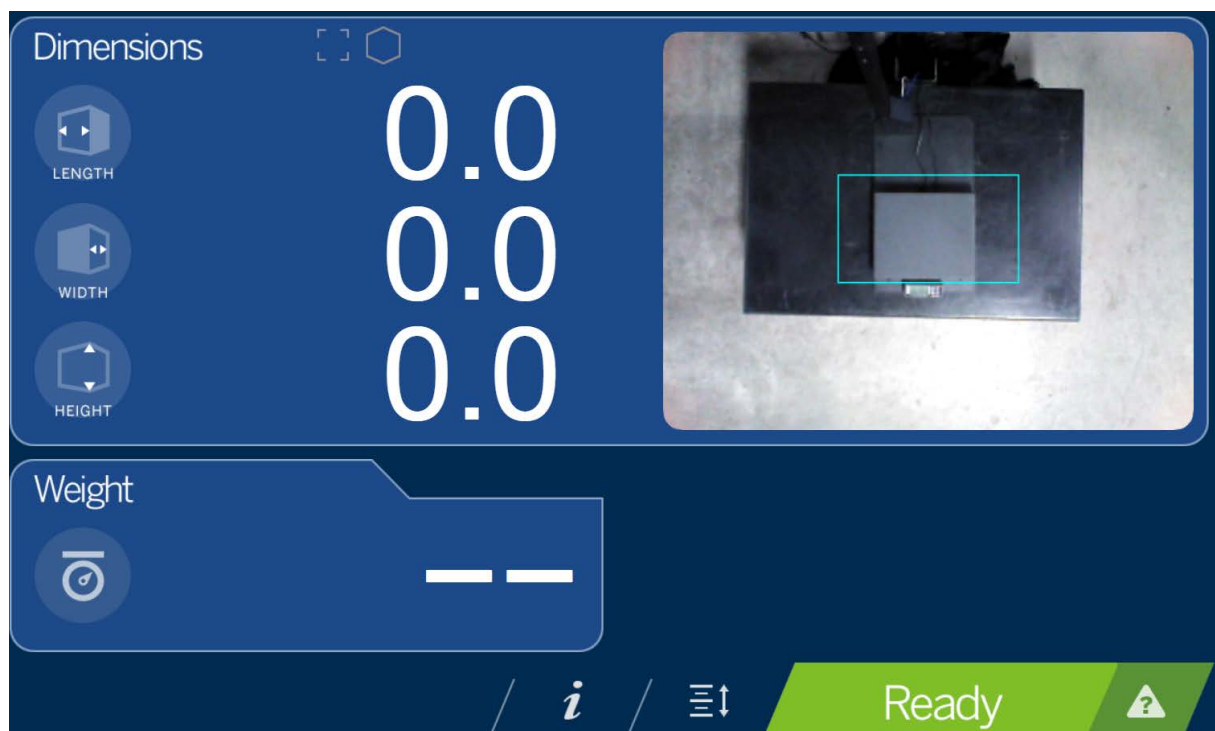 Dimensions
LENGTH
0.0
WIDTH
0.0
HEIGHT
0.0
Weight
— —
i
Ready
?